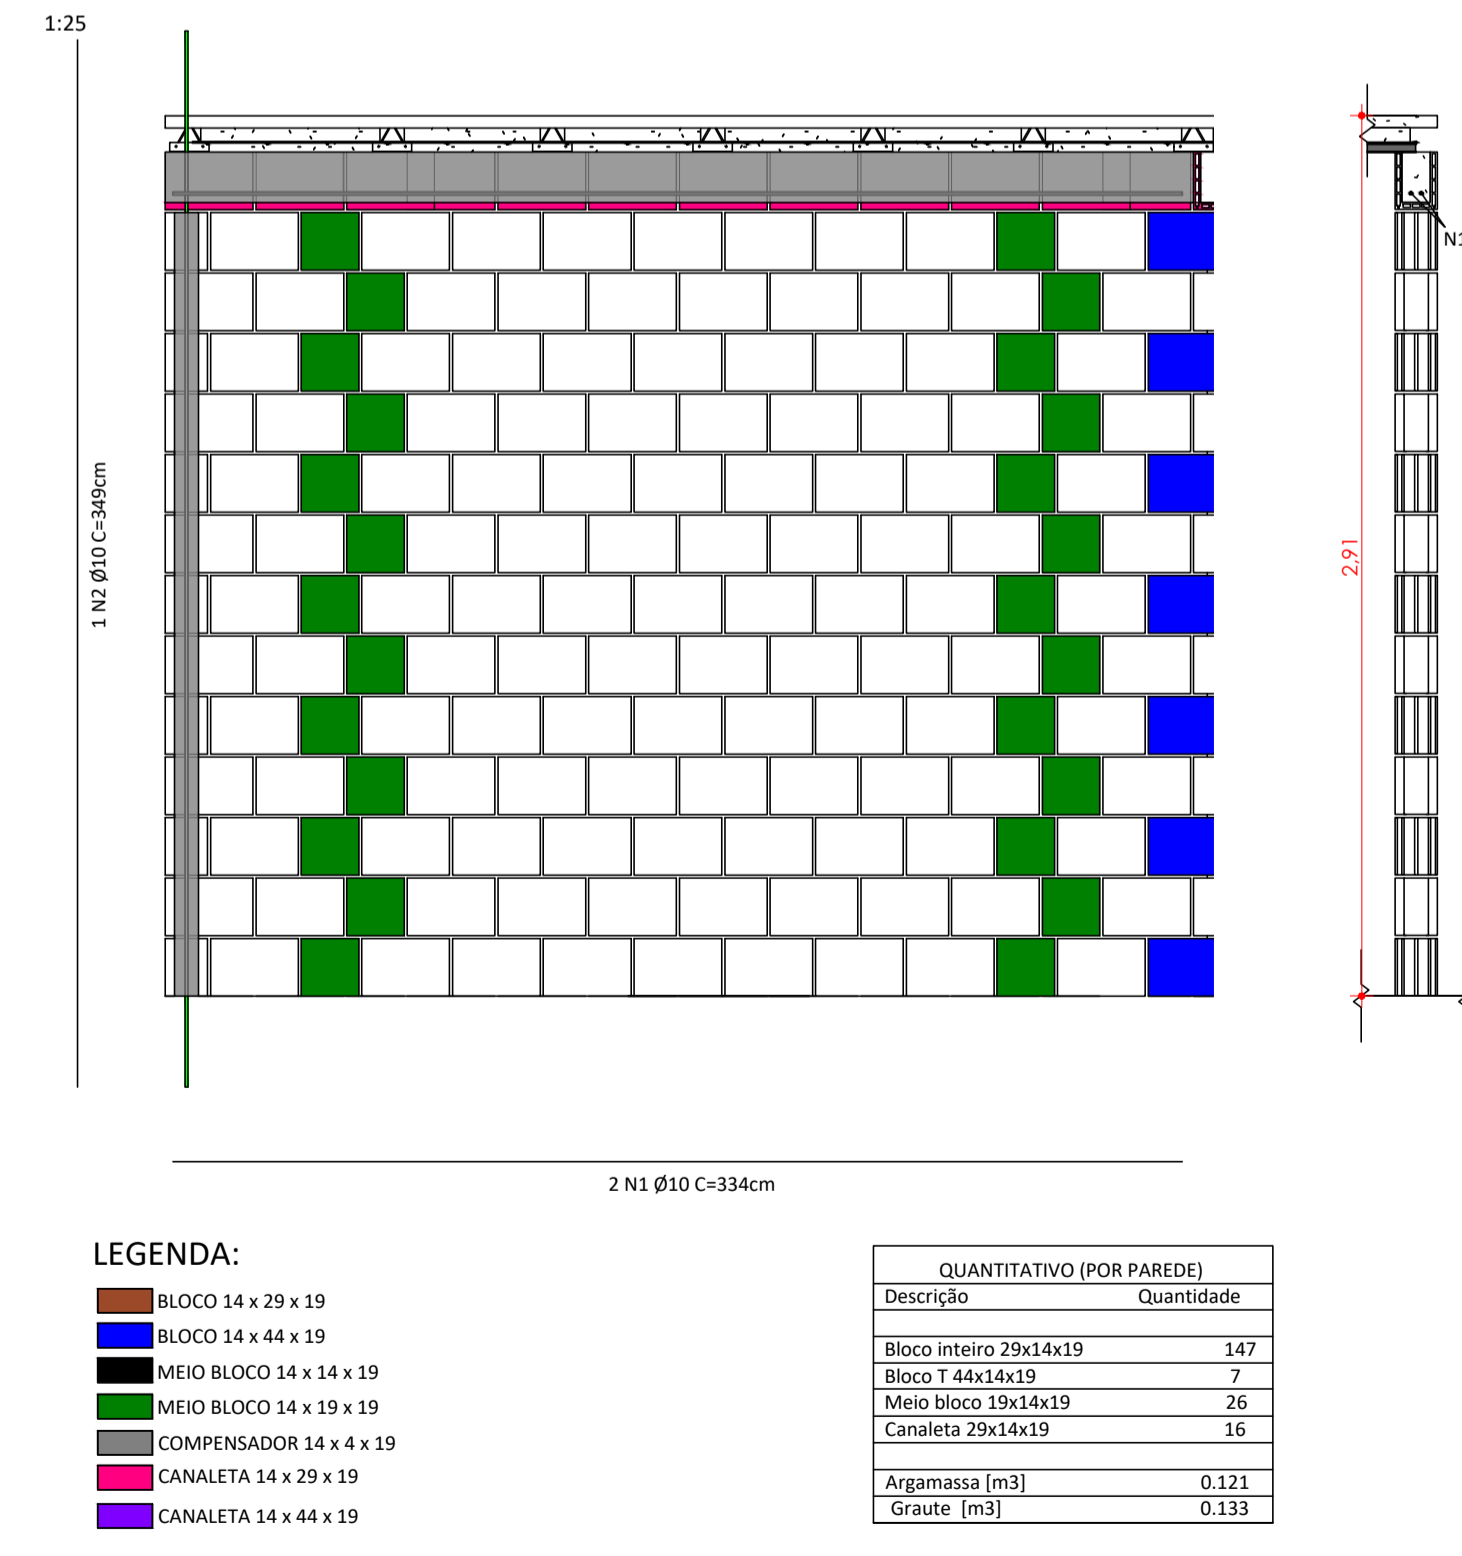 1:25
1 N2 Ø10 C=349cm
2,91
2 N1 Ø10 C=334cm
LEGENDA:
BLOCO 14 x 29 x 19
BLOCO 14 x 44 x 19
MEIO BLOCO 14 x 14 x 19
MEIO BLOCO 14 x 19 x 19
COMPENSADOR 14 x 4 x 19
CANALETA 14 x 29 x 19
CANALETA 14 x 44 x 19
QUANTITATIVO (POR PAREDE)
Descrição Quantidade
Bloco inteiro 29x14x19 147
Bloco T 44x14x19 7
Meio bloco 19x14x19 26
Canaleta 29x14x19 16
Argamassa [m3] 0.121
Graute [m3] 0.133